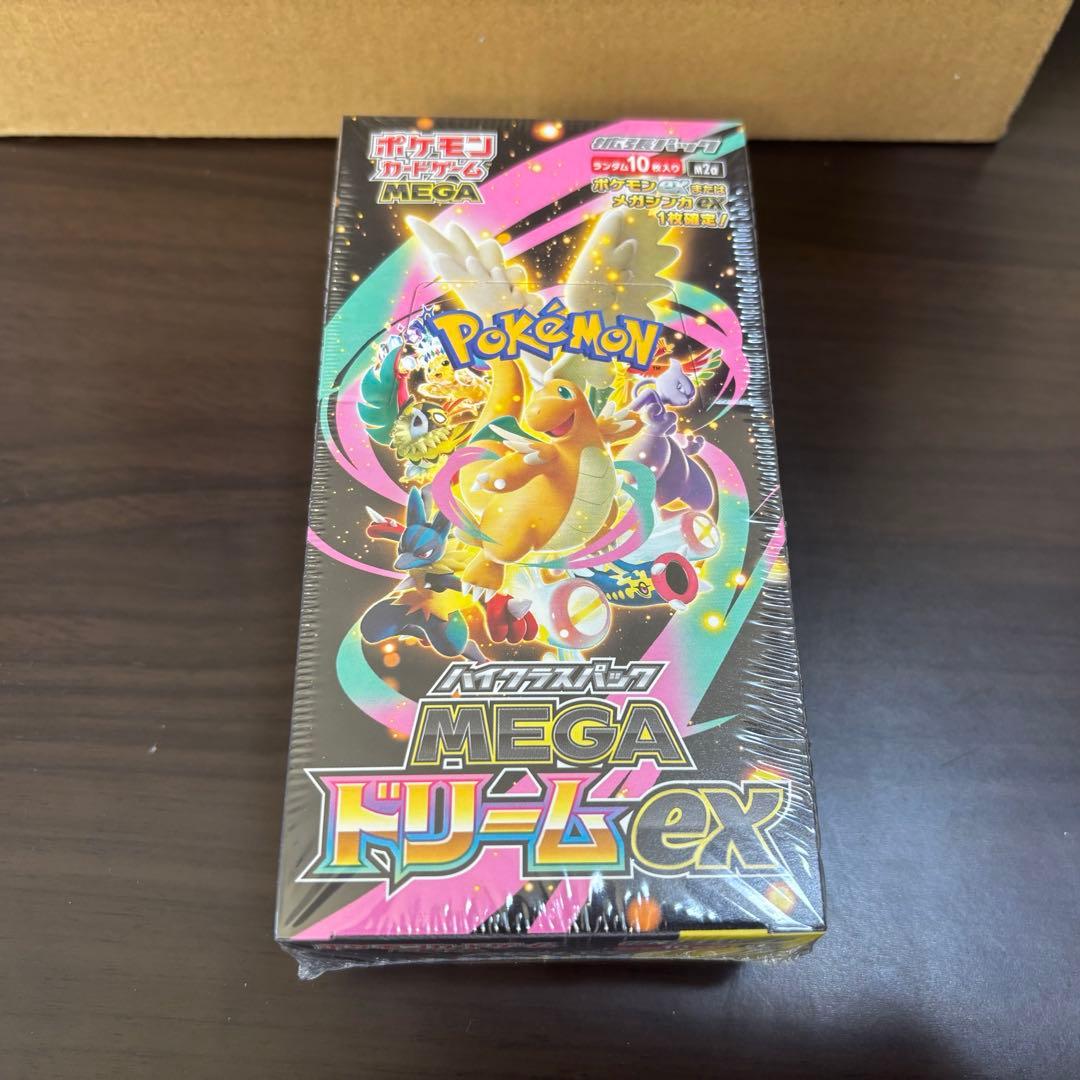 ポケモン
カードゲーム
MEGA
拡張パック
ランダム10枚入り M2a
ポケモンexまたは
メガシンカex
1枚確定!
POKéMON
TM
ハイクラスパック
MEGA
ドリームex